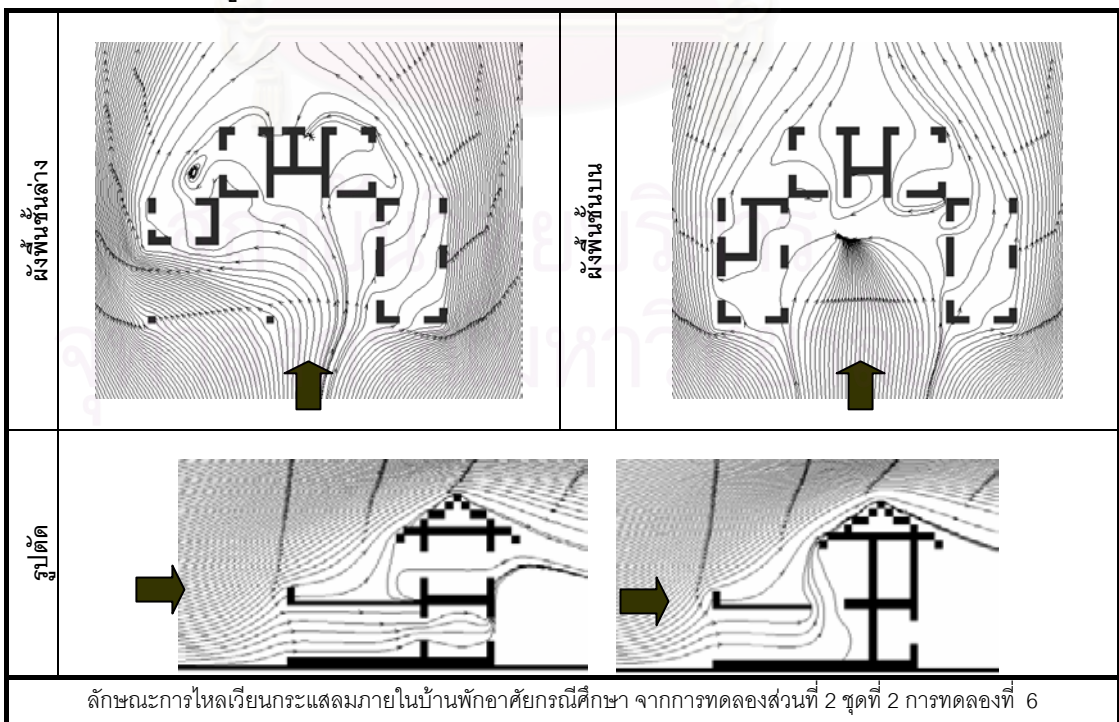 ผังพื้นชั้นล่าง
ผังพื้นชั้นบน
รูปตัด
ลักษณะการไหลเวียนกระแสลมภายในบ้านพักอาศัยกรณีศึกษา จากการทดลองส่วนที่ 2 ชุดที่ 2 การทดลองที่ 6